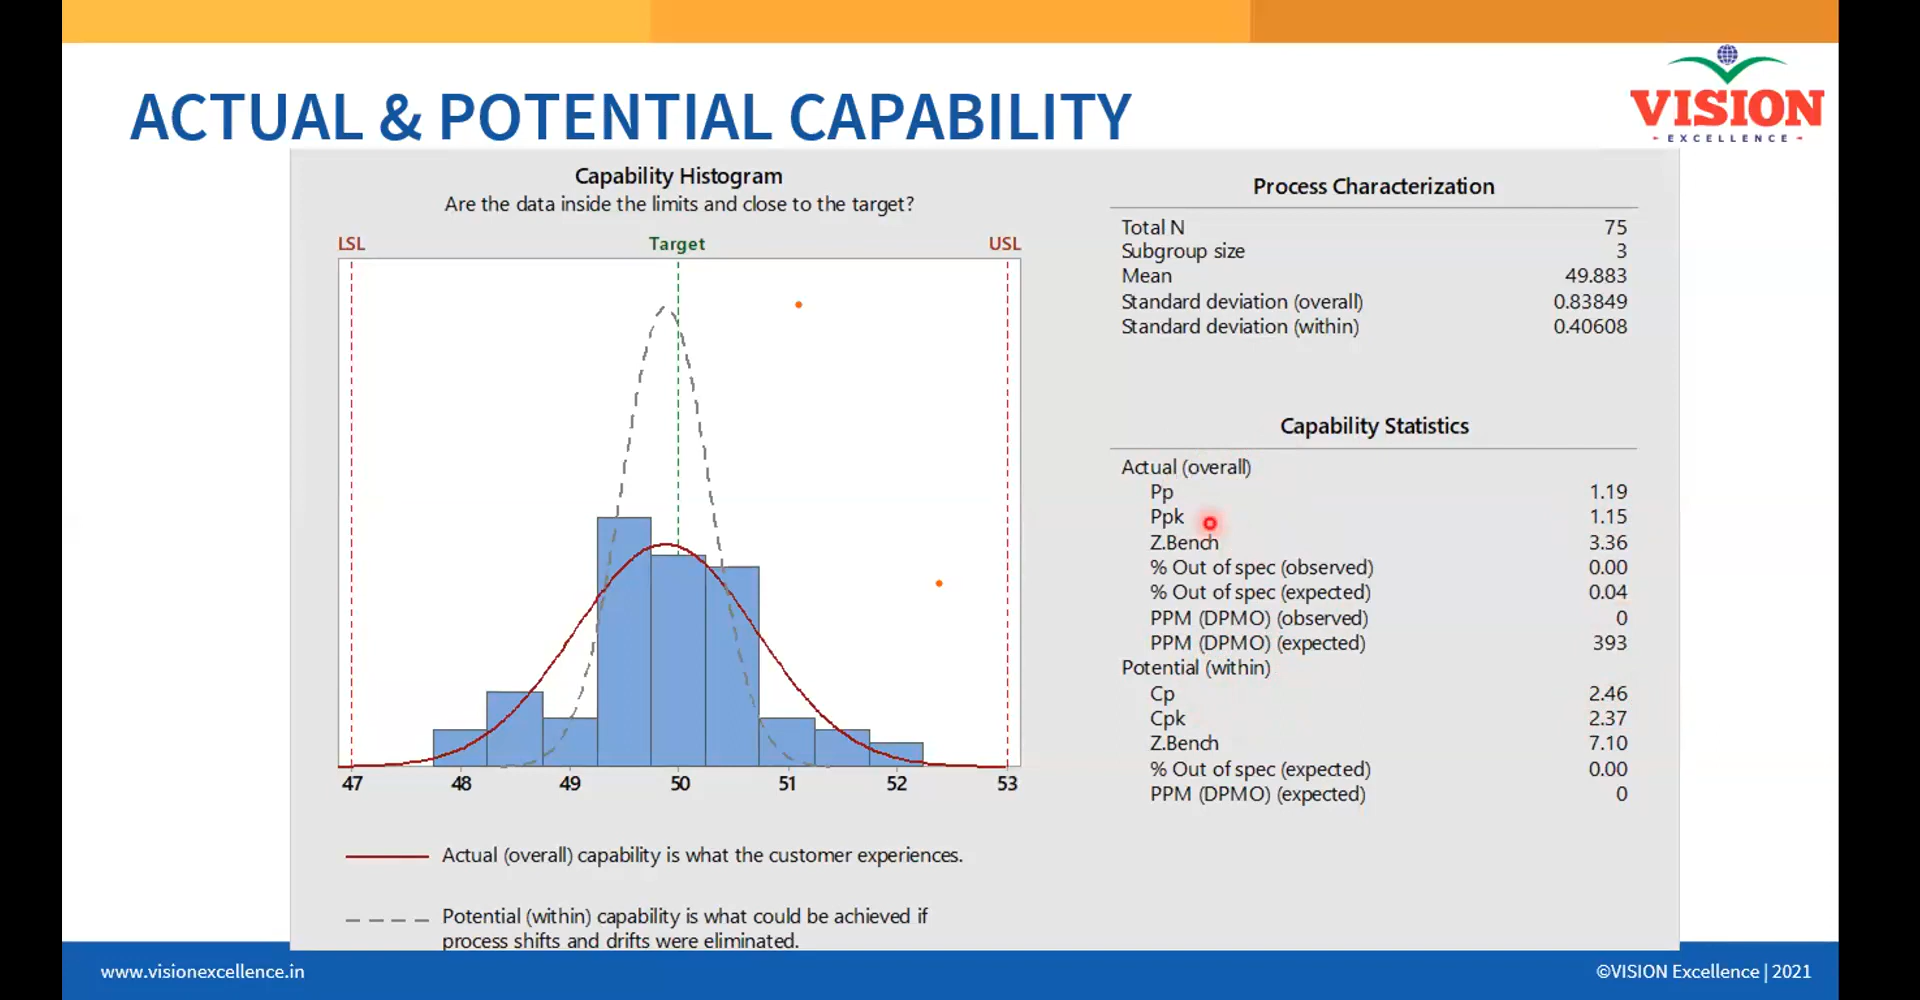 ACTUAL & POTENTIAL CAPABILITY
VISION
EXCELLENCE
Capability Histogram
Are the data inside the limits and close to the target?
LSL Target USL
47 48 49 50 51 52 53
Actual (overall) capability is what the customer experiences.
Potential (within) capability is what could be achieved if
process shifts and drifts were eliminated.
Process Characterization
Total N 75
Subgroup size 3
Mean 49.883
Standard deviation (overall) 0.83849
Standard deviation (within) 0.40608
Capability Statistics
Actual (overall)
Pp 1.19
Ppk 1.15
Z.Bench 3.36
% Out of spec (observed) 0.00
% Out of spec (expected) 0.04
PPM (DPMO) (observed) 0
PPM (DPMO) (expected) 393
Potential (within)
Cp 2.46
Cpk 2.37
Z.Bench 7.10
% Out of spec (expected) 0.00
PPM (DPMO) (expected) 0
www.visionexcellence.in
©VISION Excellence | 2021